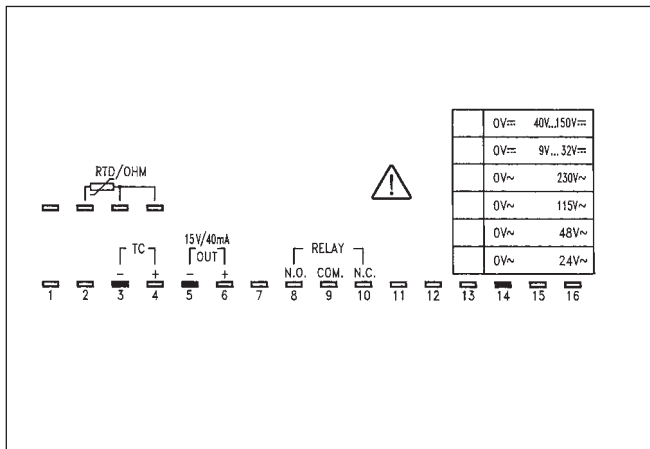 0V⎓ 40V...150V⎓
0V⎓ 9V...32V⎓
0V~ 230V~
0V~ 115V~
0V~ 48V~
0V~ 24V~
RTD/OHM
15V/40mA
TC OUT RELAY
– + – + N.O. COM. N.C.
1 2 3 4 5 6 7 8 9 10 11 12 13 14 15 16